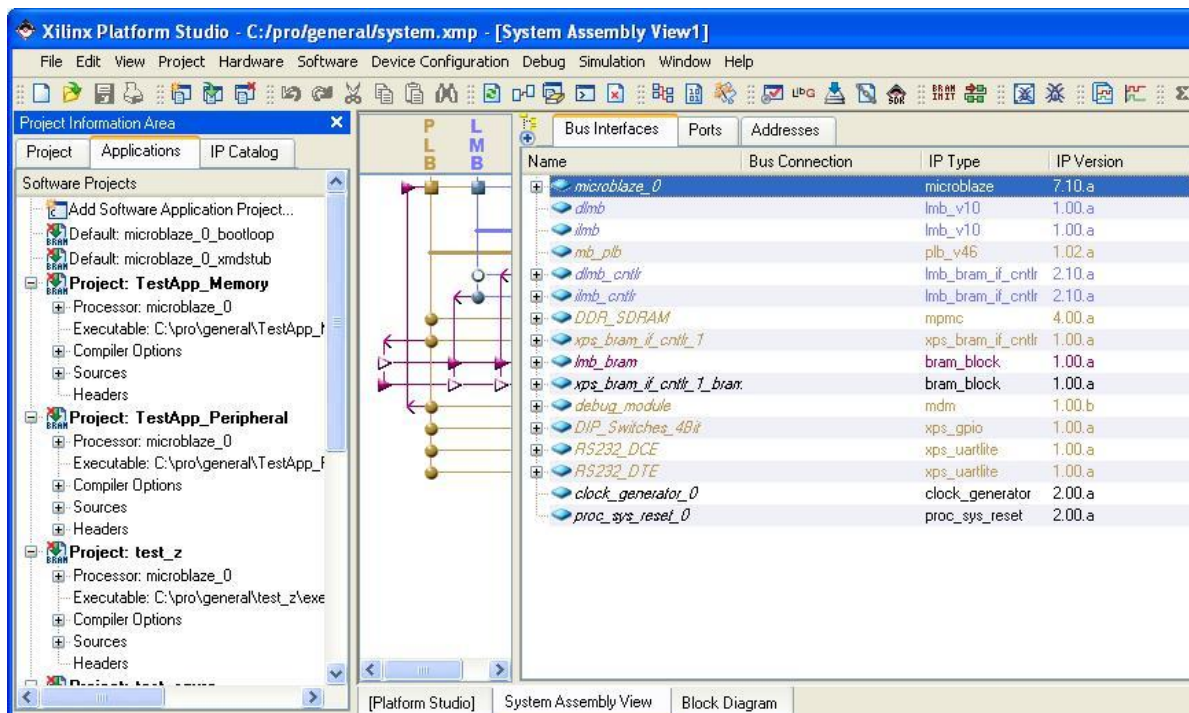 Xilinx Platform Studio - C:/pro/general/system.xmp - [System Assembly View1]
File Edit View Project Hardware Software Device Configuration Debug Simulation Window Help
Project Information Area
Project Applications IP Catalog
Software Projects
Add Software Application Project...
BRAM Default: microblaze_0_bootloop
BRAM Default: microblaze_0_xmdstub
BRAM Project: TestApp_Memory
Processor: microblaze_0
Executable: C:\pro\general\TestApp_
Compiler Options
Sources
Headers
BRAM Project: TestApp_Peripheral
Processor: microblaze_0
Executable: C:\pro\general\TestApp_
Compiler Options
Sources
Headers
BRAM Project: test_z
Processor: microblaze_0
Executable: C:\pro\general\test_z\exe
Compiler Options
Sources
Headers
PLB LMB
Bus Interfaces Ports Addresses
Name Bus Connection IP Type IP Version
microblaze_0 microblaze 7.10.a
dlmb lmb_v10 1.00.a
ilmb lmb_v10 1.00.a
mb_plb plb_v46 1.02.a
dlmb_cntlr lmb_bram_if_cntlr 2.10.a
ilmb_cntlr lmb_bram_if_cntlr 2.10.a
DDR_SDRAM mpmc 4.00.a
xps_bram_if_cntlr_1 xps_bram_if_cntlr 1.00.a
lmb_bram bram_block 1.00.a
xps_bram_if_cntlr_1_bram bram_block 1.00.a
debug_module mdm 1.00.b
DIP_Switches_4Bit xps_gpio 1.00.a
RS232_DCE xps_uartlite 1.00.a
RS232_DTE xps_uartlite 1.00.a
clock_generator_0 clock_generator 2.00.a
proc_sys_reset_0 proc_sys_reset 2.00.a
[Platform Studio] System Assembly View Block Diagram